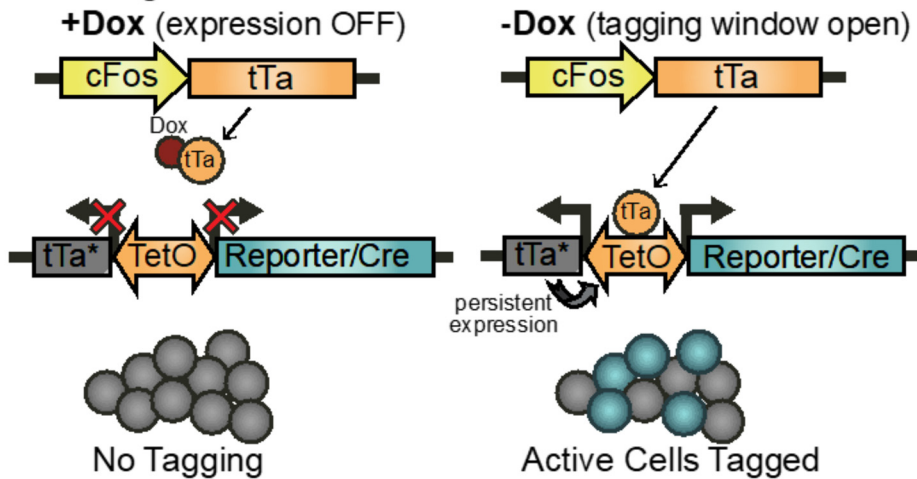 +Dox (expression OFF)
cFos tTa
Dox
tTa
tTa* TetO Reporter/Cre
No Tagging
-Dox (tagging window open)
cFos tTa
tTa
tTa* TetO Reporter/Cre
persistent
expression
Active Cells Tagged